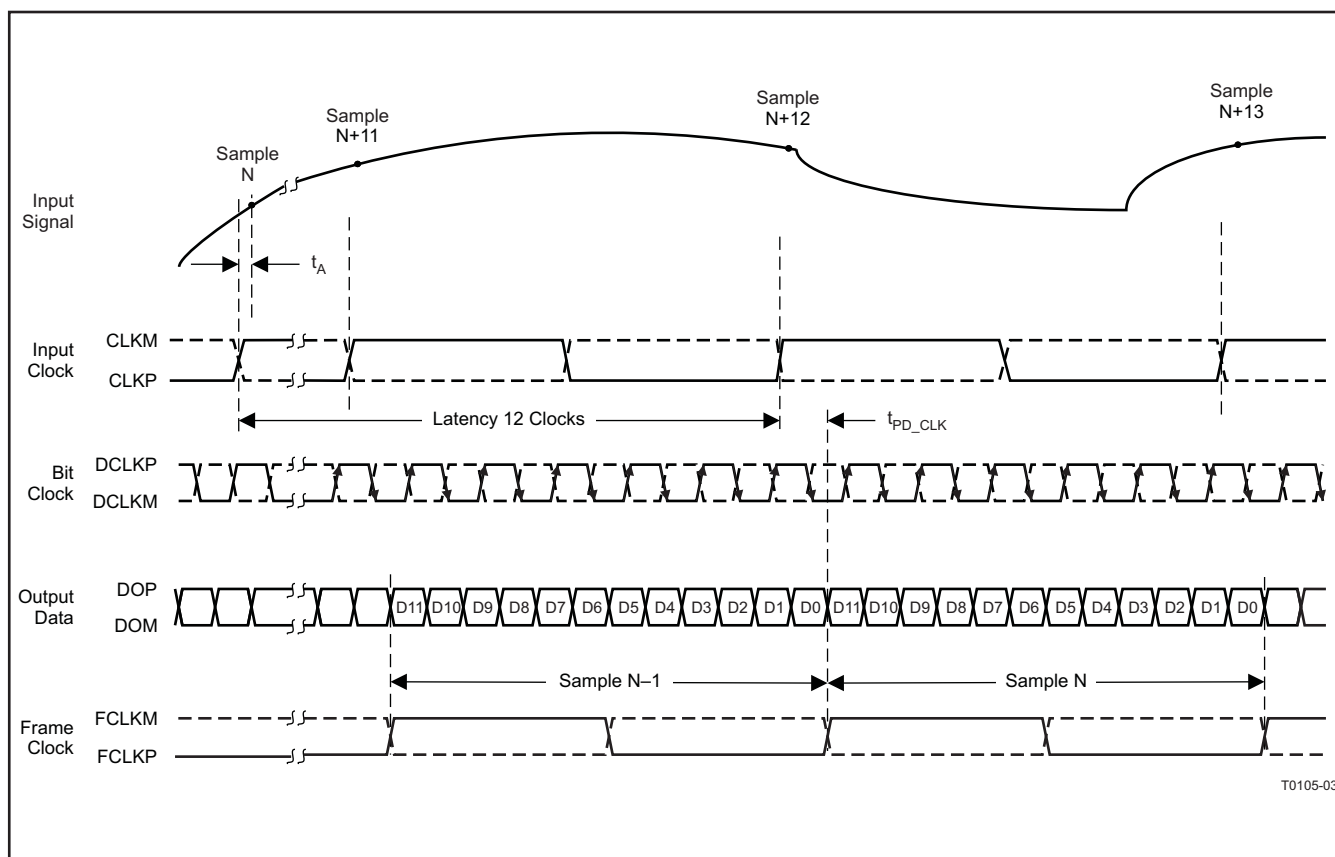 Sample
N
Sample
N+11
Sample
N+12
Sample
N+13
Input
Signal
tA
Input
Clock
CLKM
CLKP
Latency 12 Clocks
tPD_CLK
Bit
Clock
DCLKP
DCLKM
Output
Data
DOP
DOM
D11 D10 D9 D8 D7 D6 D5 D4 D3 D2 D1 D0 D11 D10 D9 D8 D7 D6 D5 D4 D3 D2 D1 D0
Sample N–1
Sample N
Frame
Clock
FCLKM
FCLKP
T0105-03